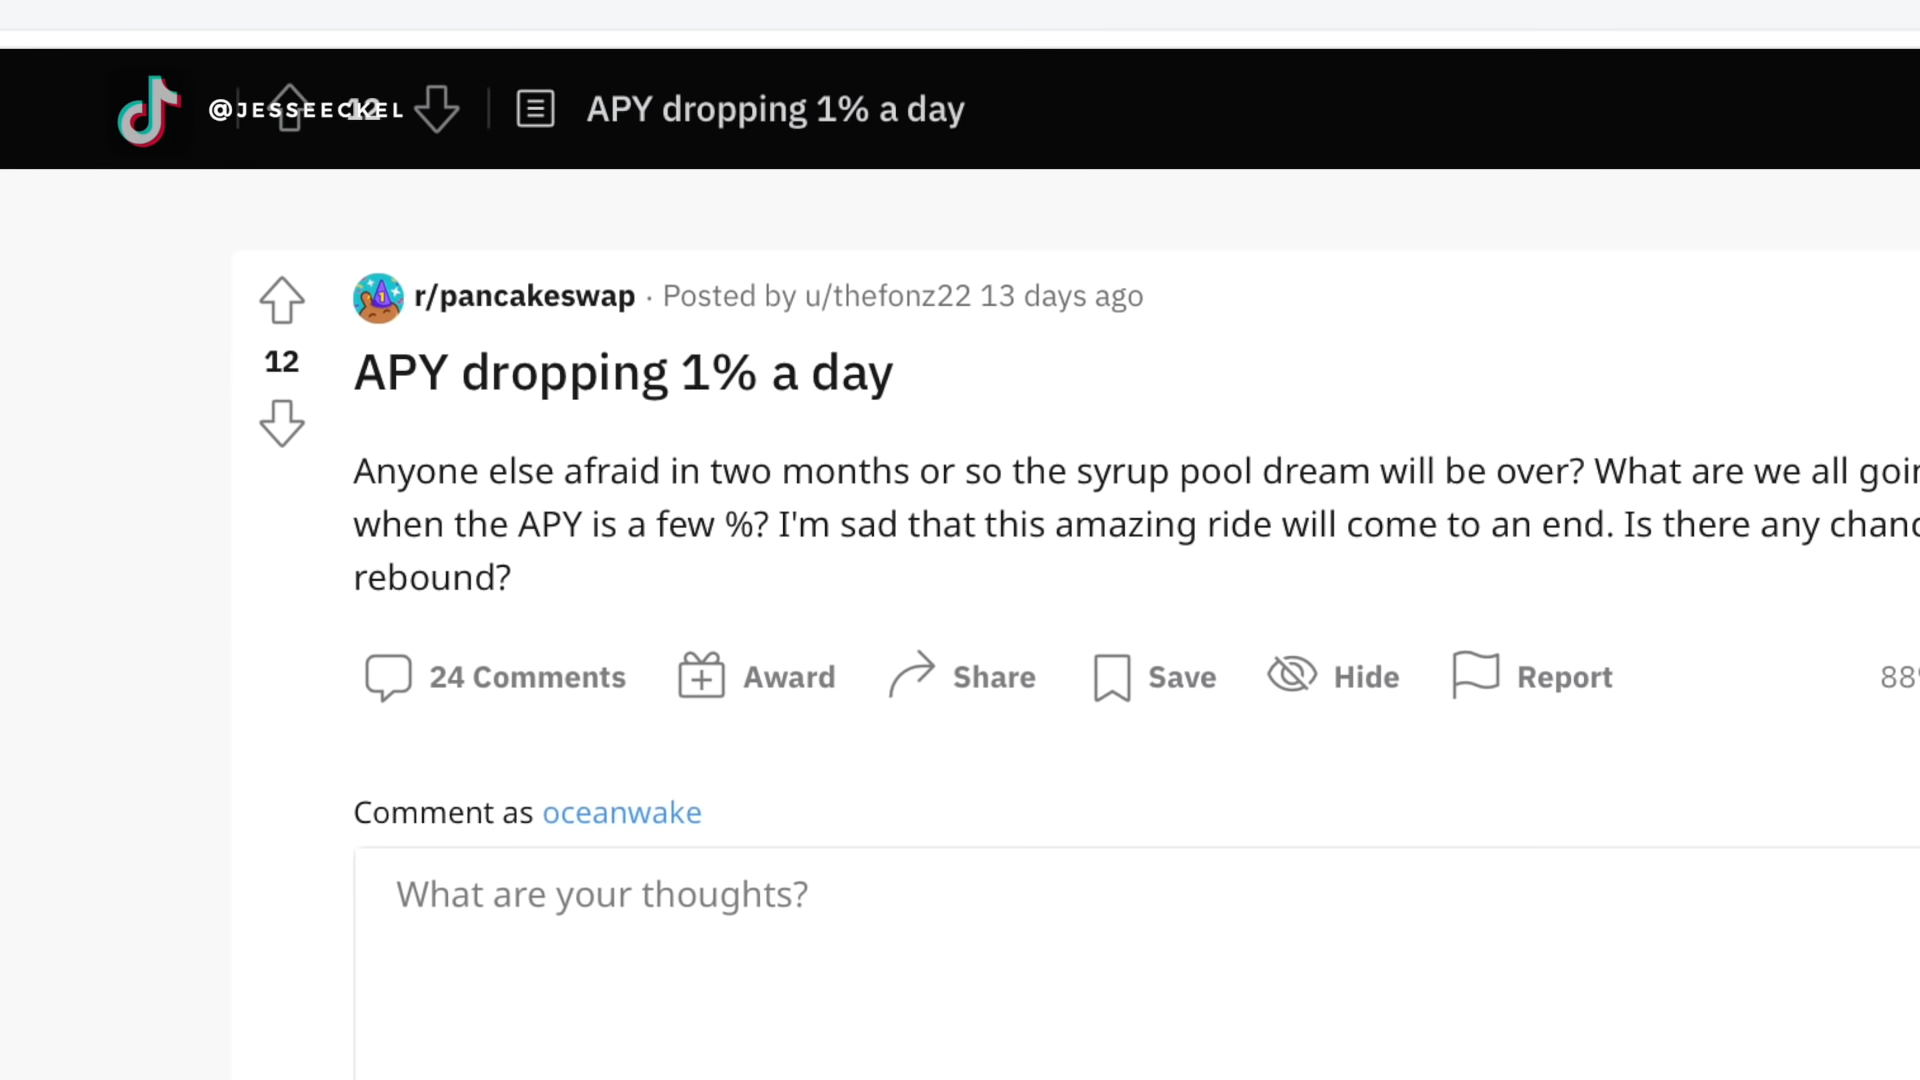 @JESSEECKEL
12
APY dropping 1% a day
r/pancakeswap · Posted by u/thefonz22 13 days ago
12
APY dropping 1% a day
Anyone else afraid in two months or so the syrup pool dream will be over? What are we all
when the APY is a few %? I'm sad that this amazing ride will come to an end. Is there any
rebound?
24 Comments Award Share Save Hide Report
Comment as oceanwake
What are your thoughts?